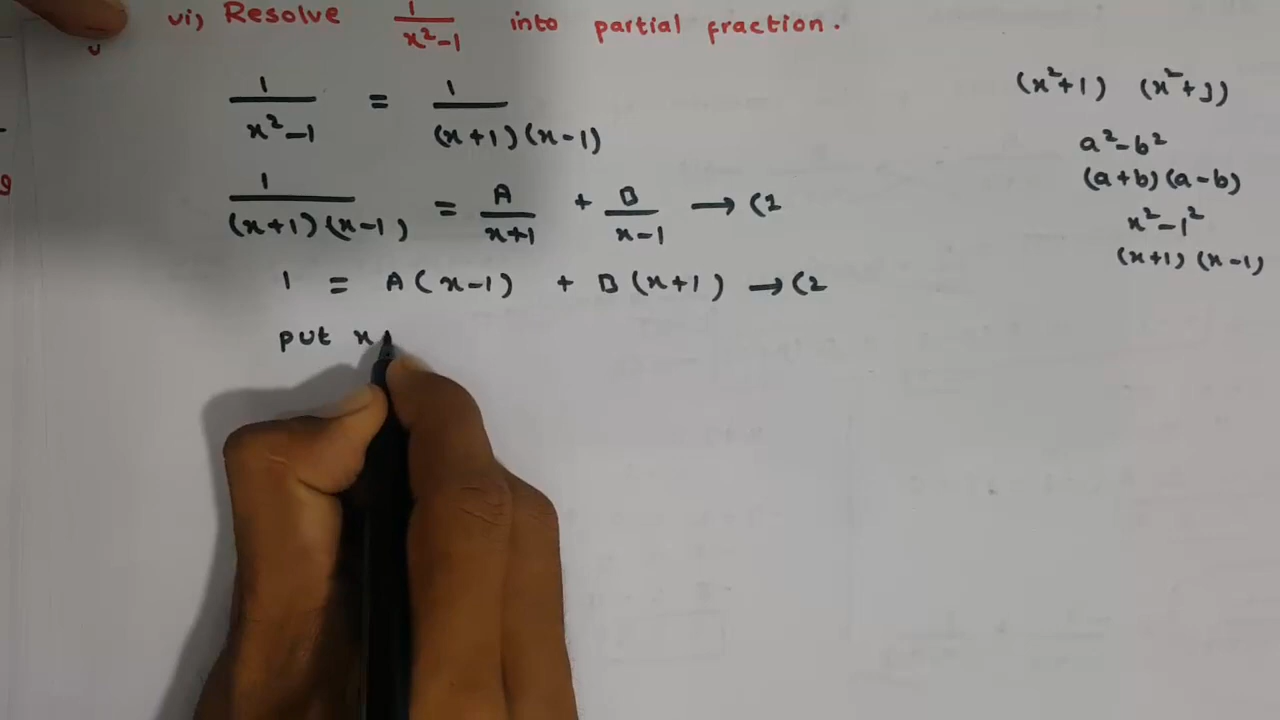 vi) Resolve 1/(x²-1) into partial fraction.
1/(x²-1) = 1/((x+1)(x-1))
1/((x+1)(x-1)) = A/(x+1) + B/(x-1) → (2
1 = A(x-1) + B(x+1) → (2
put x
(x²+1) (x²+1)
a²-b²
(a+b)(a-b)
x²-1²
(x+1)(x-1)